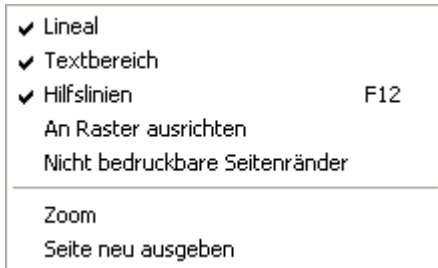 Lineal
Textbereich
Hilfslinien F12
An Raster ausrichten
Nicht bedruckbare Seitenränder
Zoom
Seite neu ausgeben